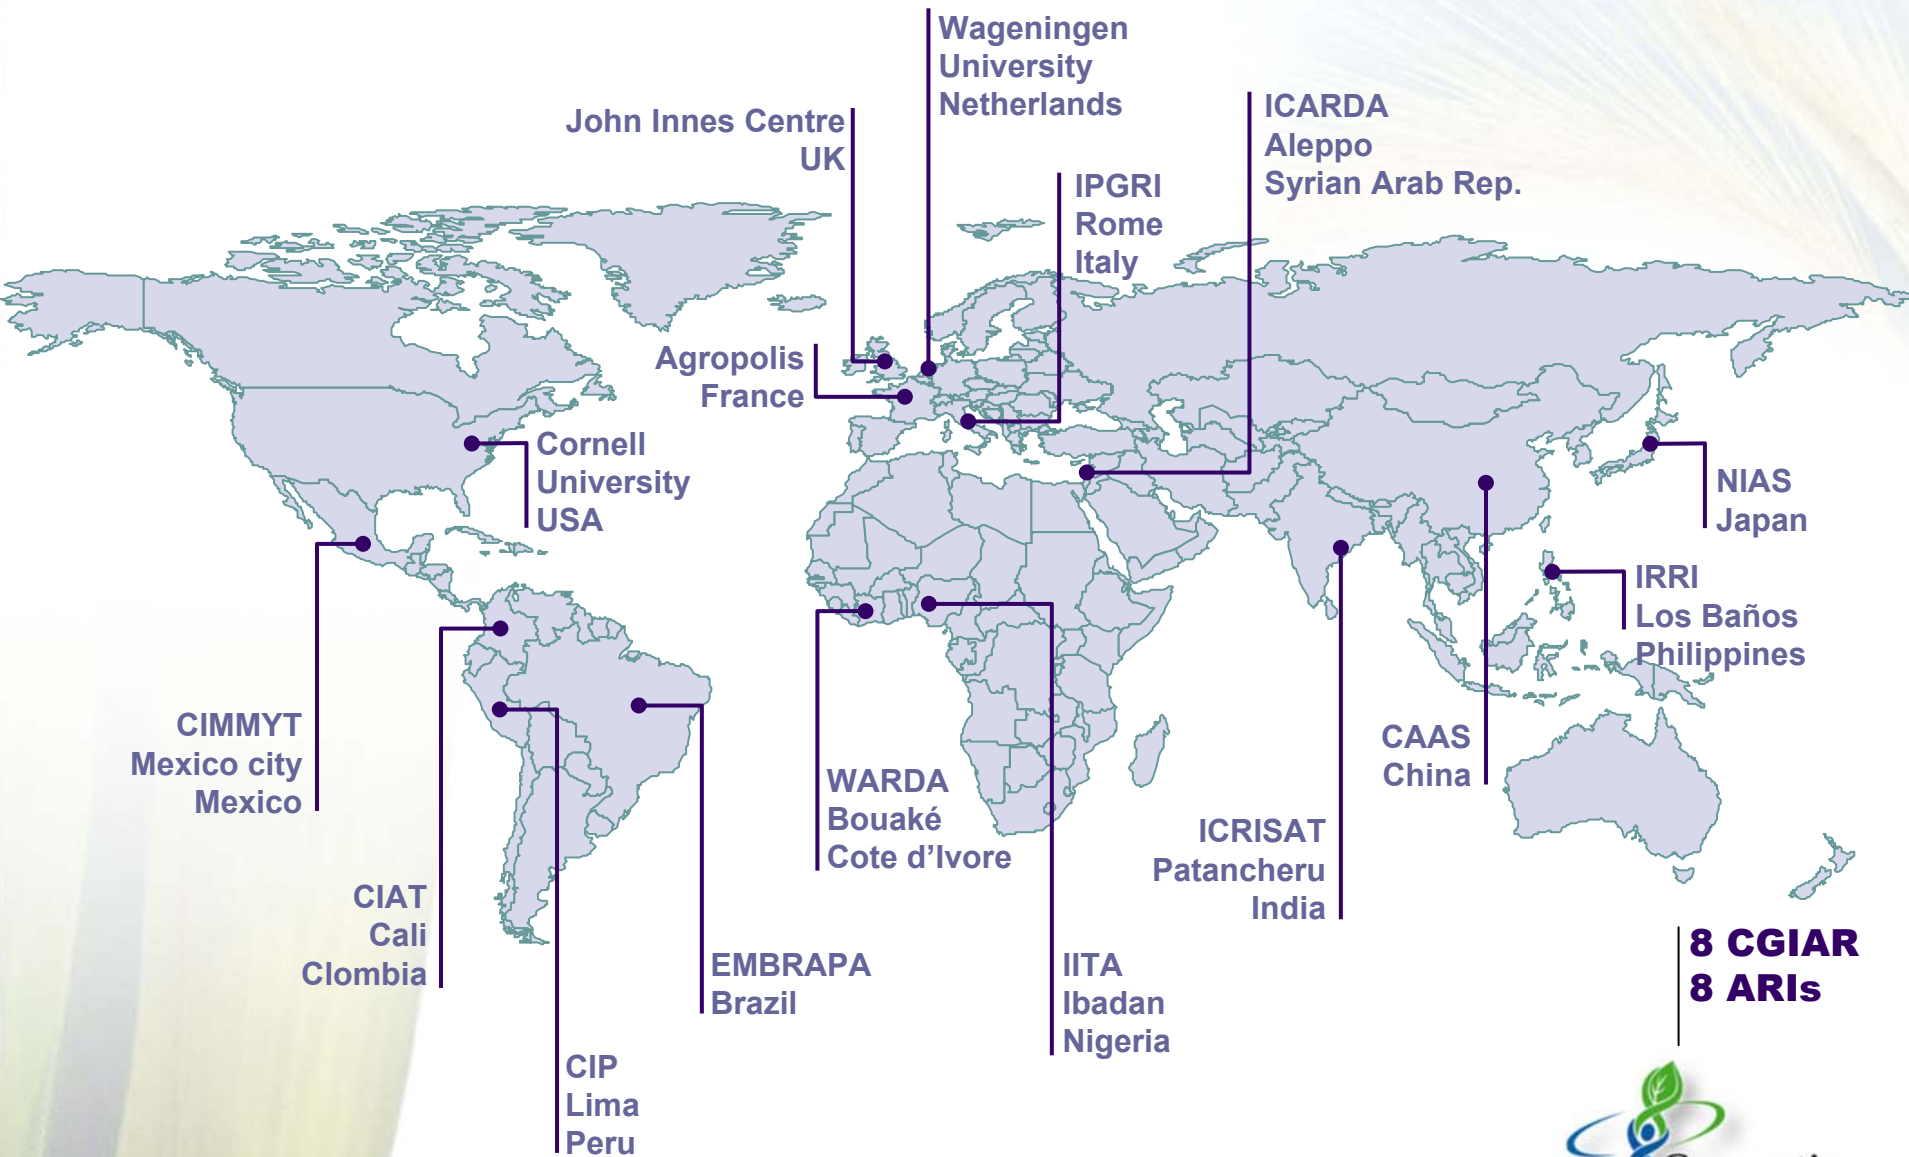 Wageningen
University
Netherlands
John Innes Centre
UK
ICARDA
Aleppo
Syrian Arab Rep.
IPGRI
Rome
Italy
Agropolis
France
Cornell
University
USA
NIAS
Japan
IRRI
Los Baños
Philippines
CIMMYT
Mexico city
Mexico
CAAS
China
WARDA
Bouaké
Cote d’Ivore
ICRISAT
Patancheru
India
CIAT
Cali
Clombia
EMBRAPA
Brazil
IITA
Ibadan
Nigeria
CIP
Lima
Peru
8 CGIAR
8 ARIs